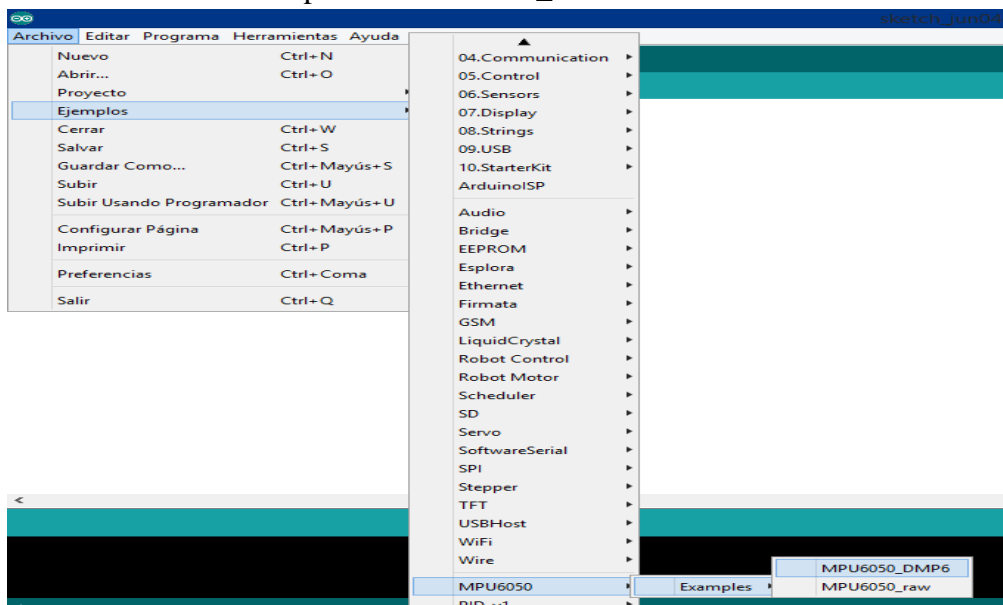 sketch_jun04
Archivo Editar Programa Herramientas Ayuda
Nuevo Ctrl+N
Abrir... Ctrl+O
Proyecto
Ejemplos
Cerrar Ctrl+W
Salvar Ctrl+S
Guardar Como... Ctrl+Mayús+S
Subir Ctrl+U
Subir Usando Programador Ctrl+Mayús+U
Configurar Página Ctrl+Mayús+P
Imprimir Ctrl+P
Preferencias Ctrl+Coma
Salir Ctrl+Q
04.Communication
05.Control
06.Sensors
07.Display
08.Strings
09.USB
10.StarterKit
ArduinoISP
Audio
Bridge
EEPROM
Esplora
Ethernet
Firmata
GSM
LiquidCrystal
Robot Control
Robot Motor
Scheduler
SD
Servo
SoftwareSerial
SPI
Stepper
TFT
USBHost
WiFi
Wire
MPU6050
Examples
MPU6050_DMP6
MPU6050_raw